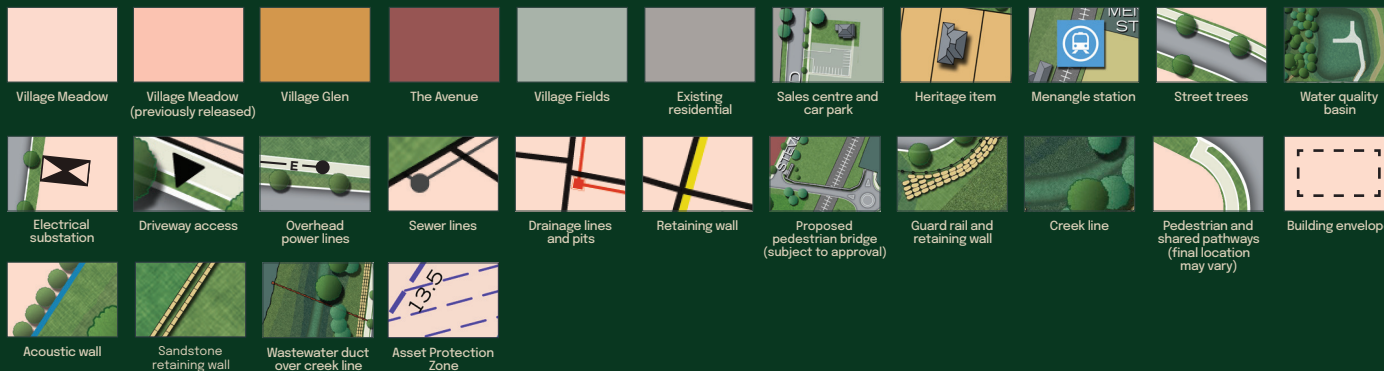 MEN
ST
Village Meadow
Village Meadow
(previously released)
Village Glen
The Avenue
Village Fields
Existing
residential
Sales centre and
car park
Heritage item
Menangle station
Street trees
Water quality
basin
E
STEV
Electrical
substation
Driveway access
Overhead
power lines
Sewer lines
Drainage lines
and pits
Retaining wall
Proposed
pedestrian bridge
(subject to approval)
Guard rail and
retaining wall
Creek line
Pedestrian and
shared pathways
(final location
may vary)
Building envelop
13.5
Acoustic wall
Sandstone
retaining wall
Wastewater duct
over creek line
Asset Protection
Zone